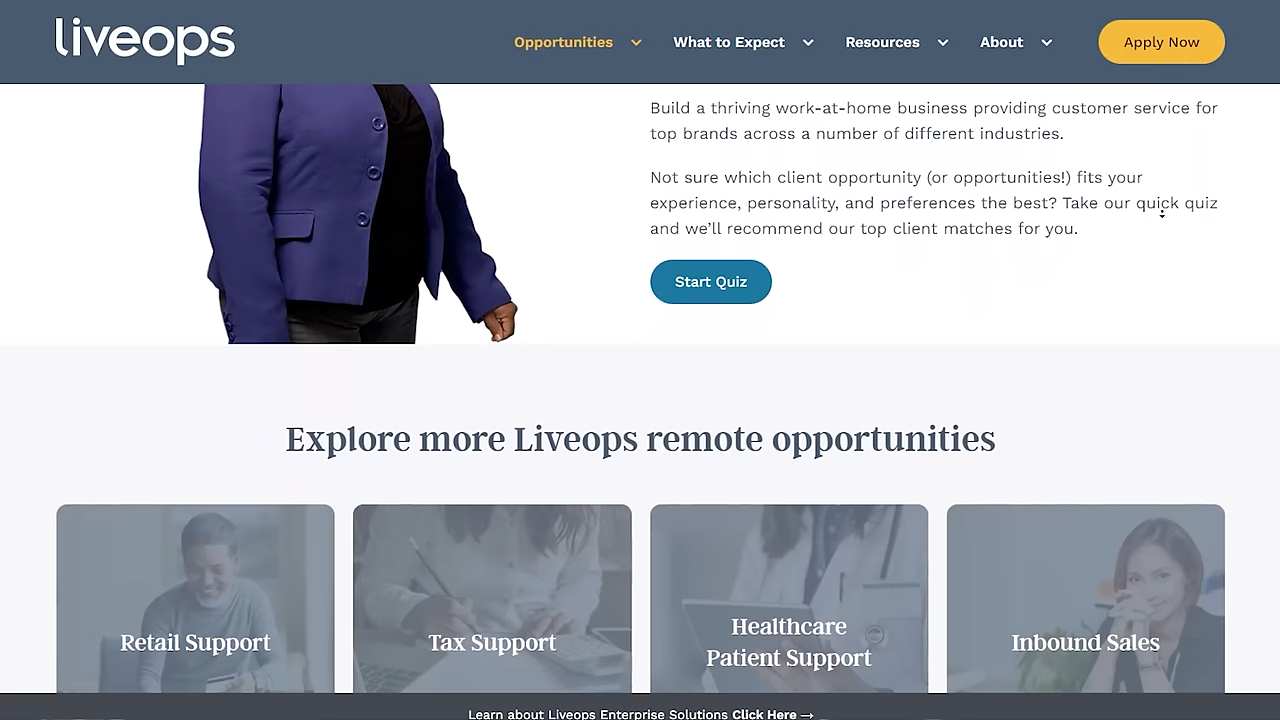 liveops
Opportunities
What to Expect
Resources
About
Apply Now
Build a thriving work-at-home business providing customer service for
top brands across a number of different industries.
Not sure which client opportunity (or opportunities!) fits your
experience, personality, and preferences the best? Take our quick quiz
and we’ll recommend our top client matches for you.
Start Quiz
Explore more Liveops remote opportunities
Retail Support
Tax Support
Healthcare
Patient Support
Inbound Sales
Learn about Liveops Enterprise Solutions Click Here →